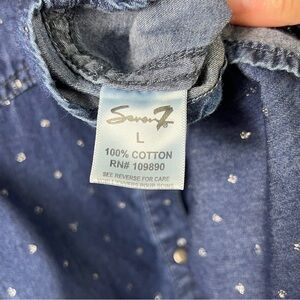 Seven7
L
100% COTTON
RN# 109890
SEE REVERSE FOR CARE